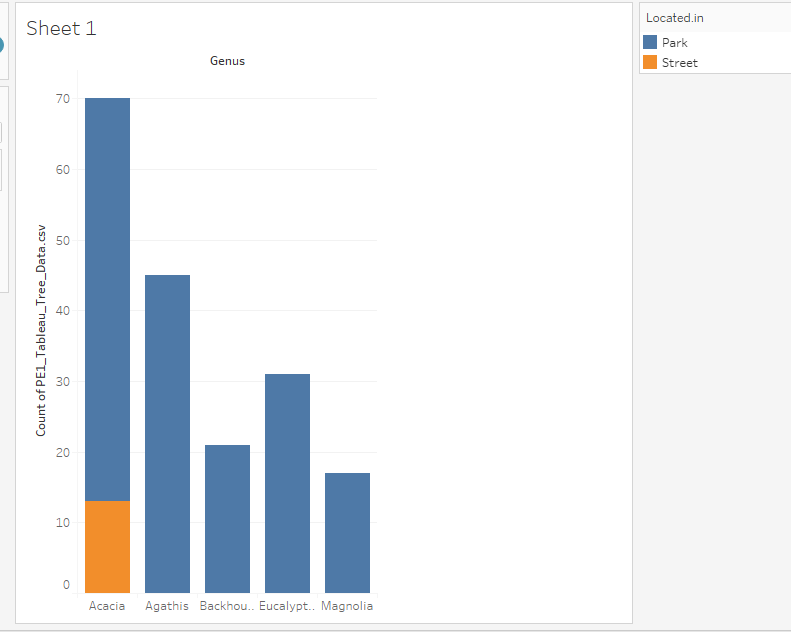 Sheet 1
Located.in
Park
Street
Genus
Count of PE1_Tableau_Tree_Data.csv
70
60
50
40
30
20
10
0
Acacia Agathis Backhou.. Eucalypt.. Magnolia